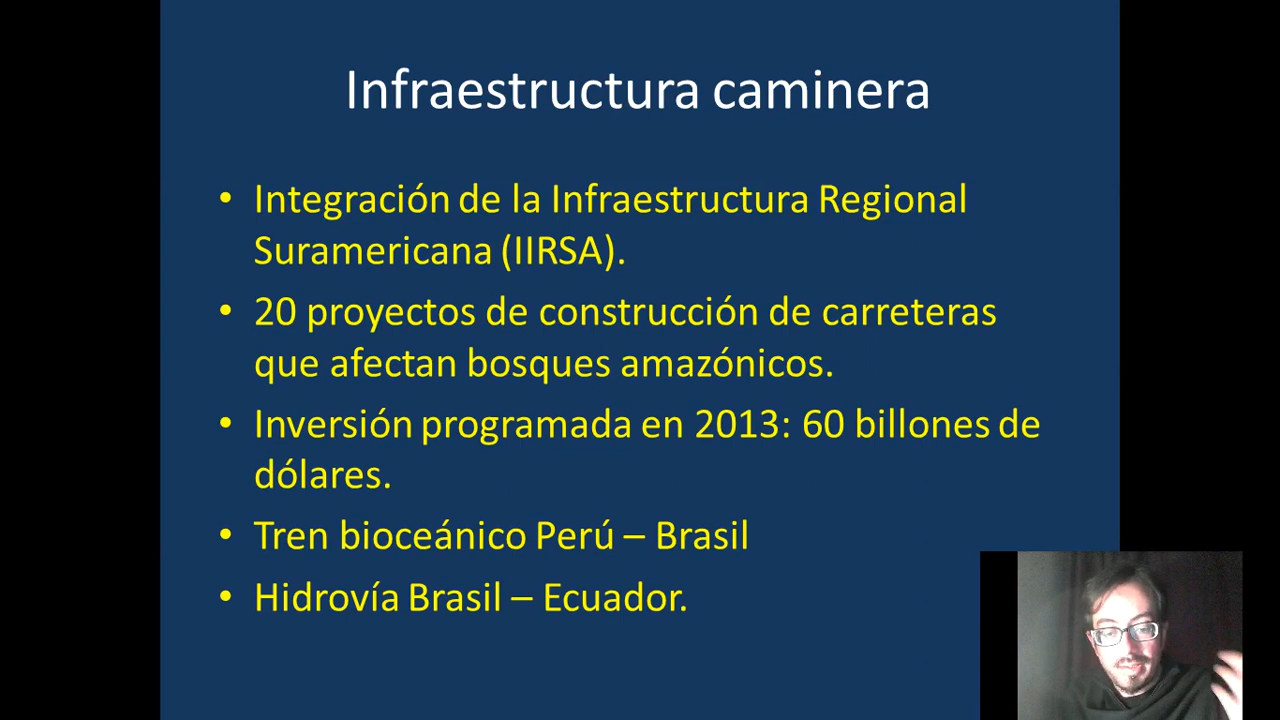 Infraestructura caminera
• Integración de la Infraestructura Regional
Suramericana (IIRSA).
• 20 proyectos de construcción de carreteras
que afectan bosques amazónicos.
• Inversión programada en 2013: 60 billones de
dólares.
• Tren bioceánico Perú – Brasil
• Hidrovía Brasil – Ecuador.